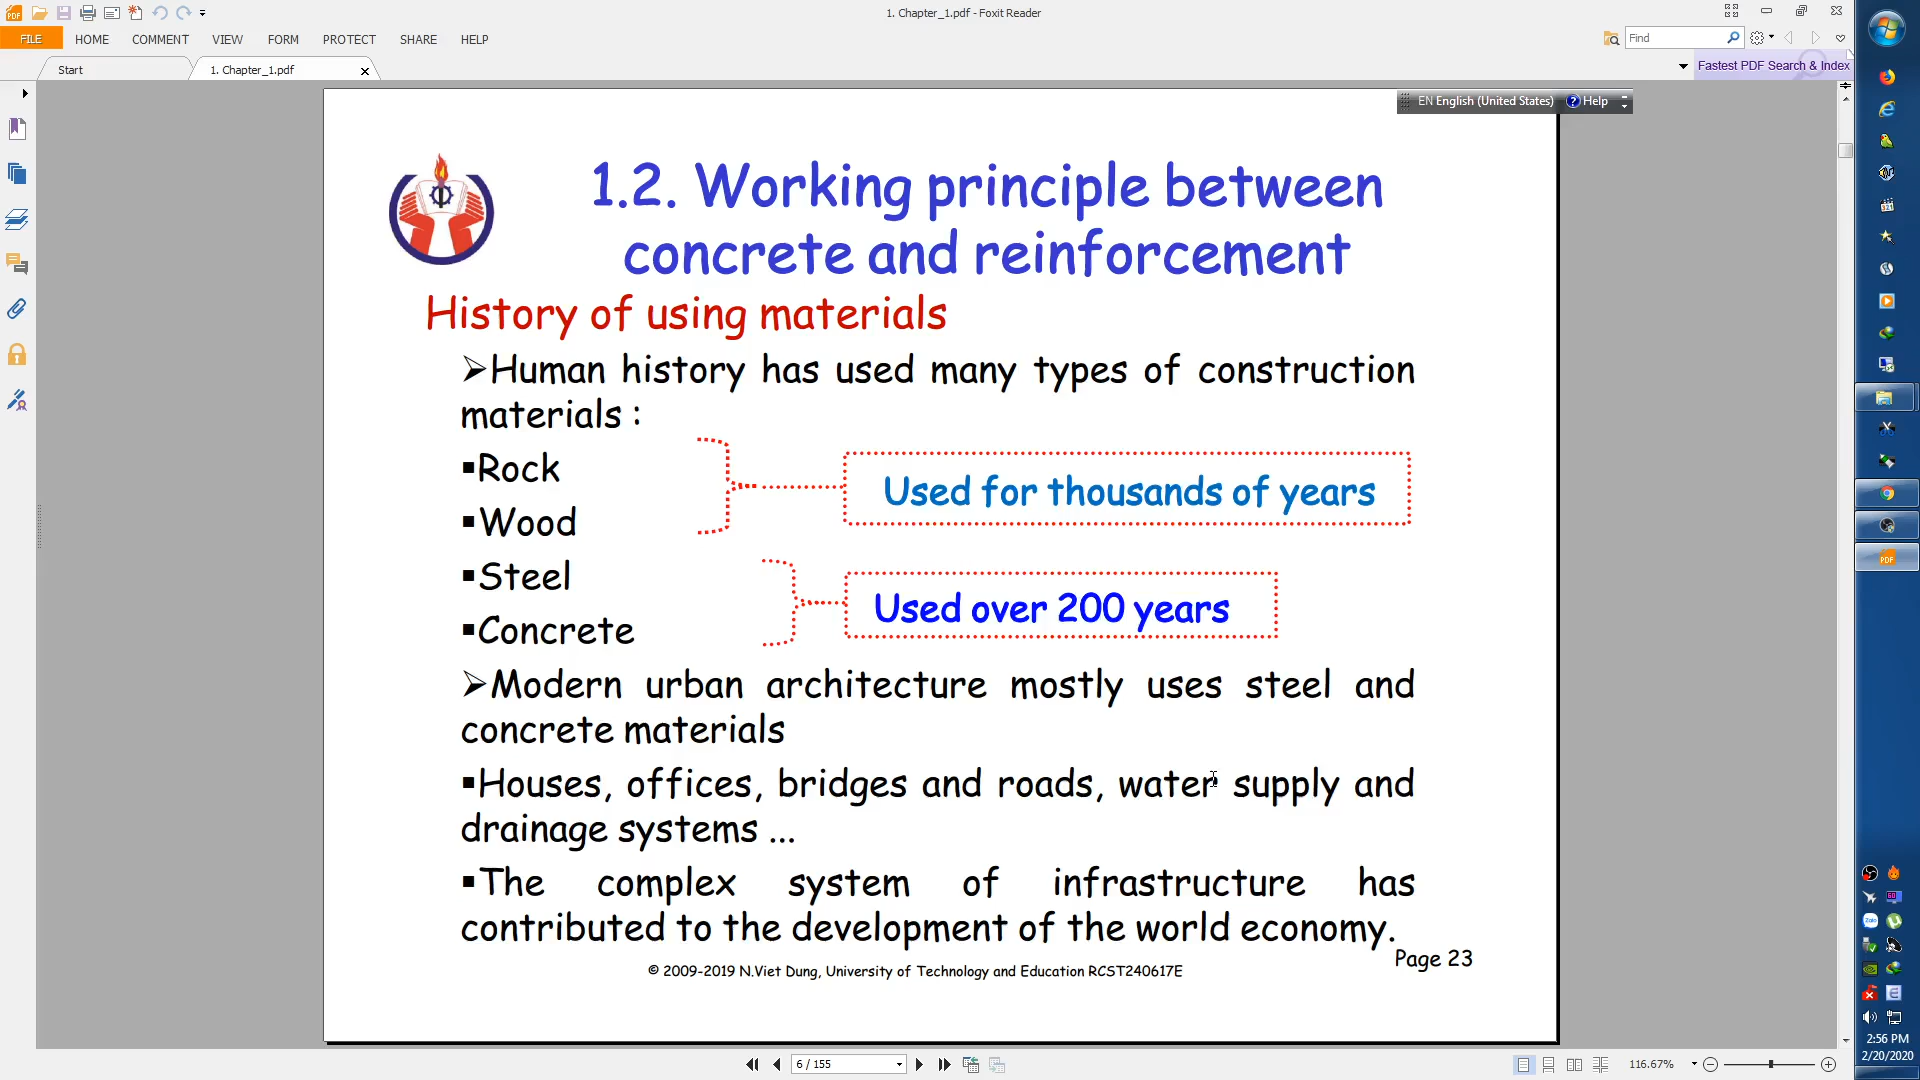 1. Chapter_1.pdf - Foxit Reader
FILE HOME COMMENT VIEW FORM PROTECT SHARE HELP
Find
Start
1. Chapter_1.pdf
Fastest PDF Search & Index
EN English (United States) Help
1.2. Working principle between
concrete and reinforcement
History of using materials
➢Human history has used many types of construction
materials :
▪Rock
▪Wood
Used for thousands of years
▪Steel
▪Concrete
Used over 200 years
➢Modern urban architecture mostly uses steel and
concrete materials
▪Houses, offices, bridges and roads, water supply and
drainage systems ...
▪The complex system of infrastructure has
contributed to the development of the world economy.
Page 23
© 2009-2019 N.Viet Dung, University of Technology and Education RCST240617E
6 / 155
116.67%
2:56 PM
2/20/2020